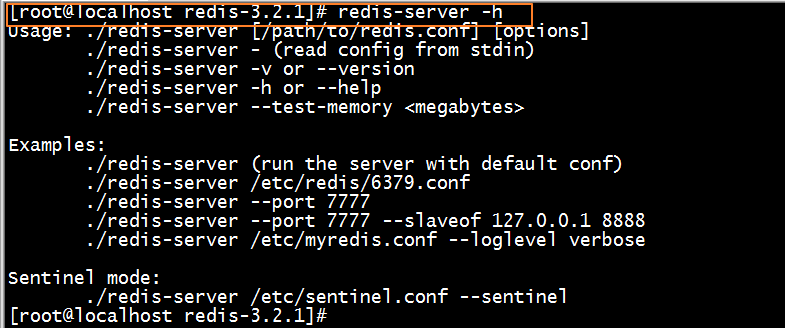 [root@localhost redis-3.2.1]# redis-server -h
Usage: ./redis-server [/path/to/redis.conf] [options]
       ./redis-server - (read config from stdin)
       ./redis-server -v or --version
       ./redis-server -h or --help
       ./redis-server --test-memory <megabytes>

Examples:
       ./redis-server (run the server with default conf)
       ./redis-server /etc/redis/6379.conf
       ./redis-server --port 7777
       ./redis-server --port 7777 --slaveof 127.0.0.1 8888
       ./redis-server /etc/myredis.conf --loglevel verbose

Sentinel mode:
       ./redis-server /etc/sentinel.conf --sentinel
[root@localhost redis-3.2.1]#